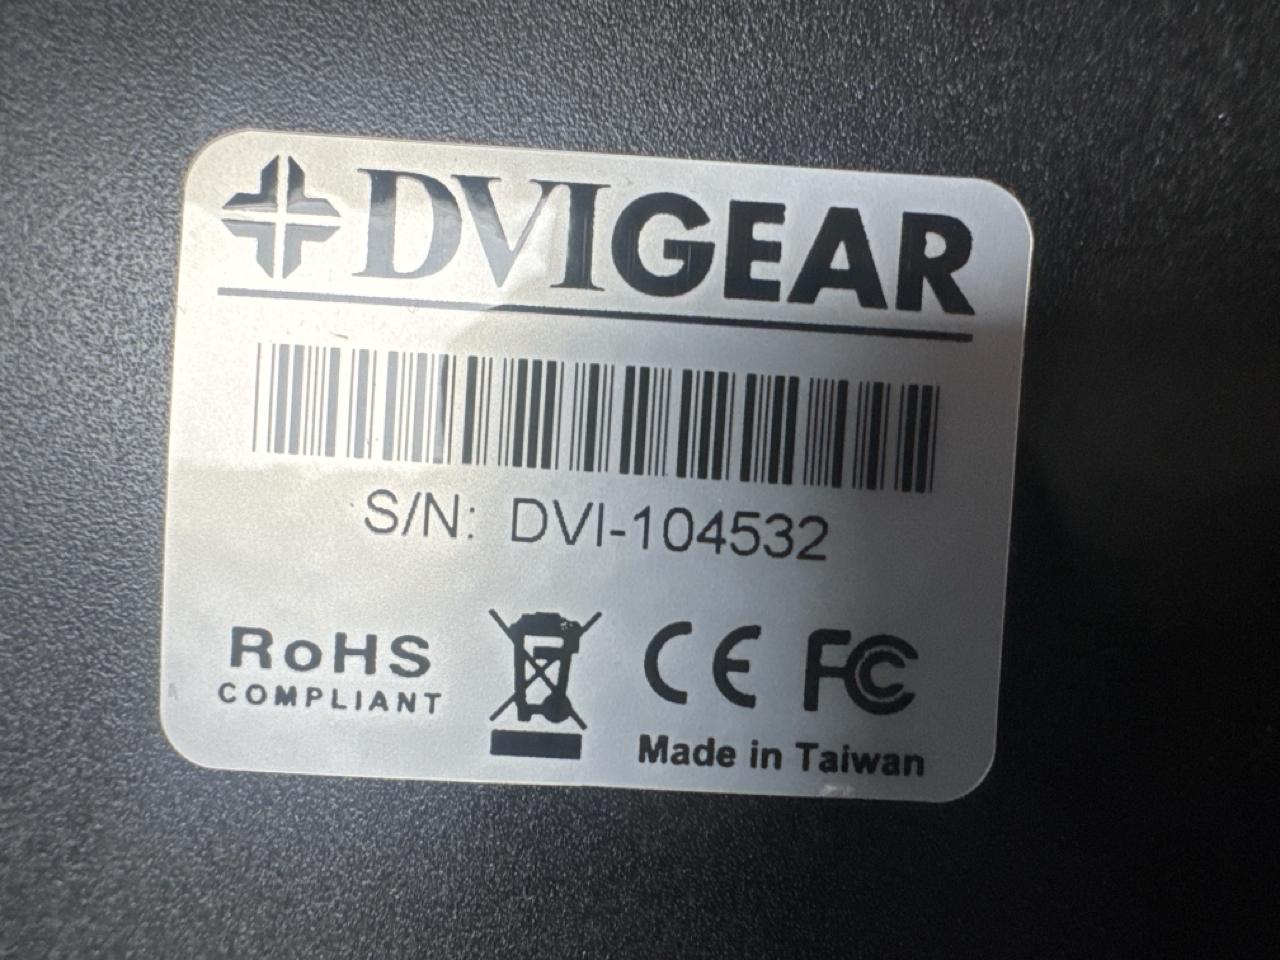 DVIGEAR
S/N: DVI-104532
RoHS
COMPLIANT
CE FC
Made in Taiwan